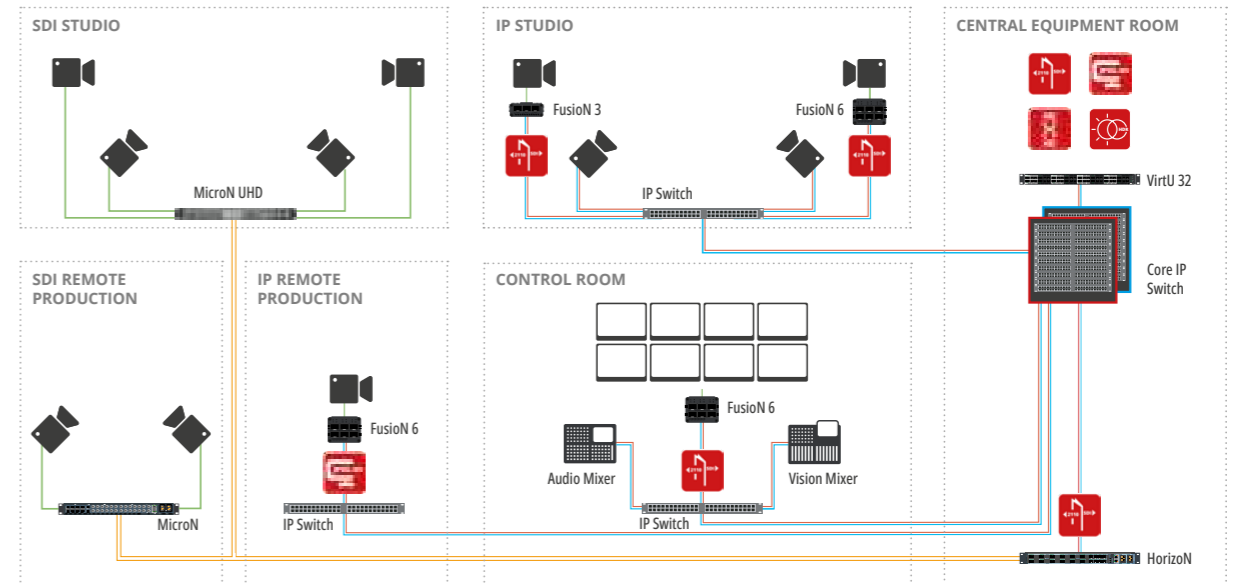 SDI STUDIO
IP STUDIO
CENTRAL EQUIPMENT ROOM
FusioN 3
FusioN 6
MicroN UHD
IP Switch
VirtU 32
Core IP
Switch
SDI REMOTE
PRODUCTION
IP REMOTE
PRODUCTION
CONTROL ROOM
FusioN 6
FusioN 6
Audio Mixer
Vision Mixer
MicroN
IP Switch
IP Switch
HorizoN